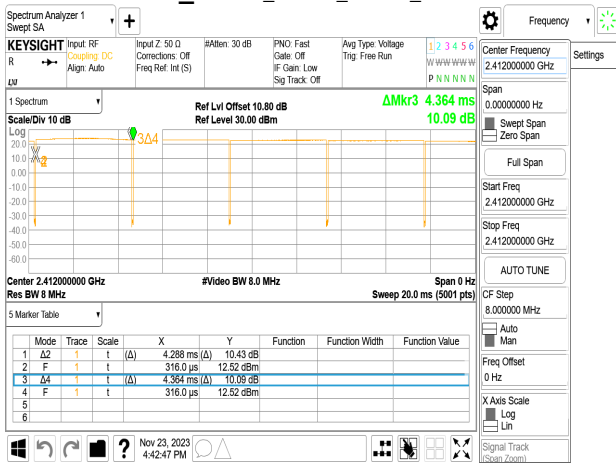 Spectrum Analyzer 1
Swept SA
Frequency
KEYSIGHT
R
LXI
Input: RF
Coupling: DC
Align: Auto
Input Z: 50 Ω
Corrections: Off
Freq Ref: Int (S)
#Atten: 30 dB
PNO: Fast
Gate: Off
IF Gain: Low
Sig Track: Off
Avg Type: Voltage
Trig: Free Run
1 2 3 4 5 6
W W W W W W
P N N N N N
Center Frequency
2.412000000 GHz
Settings
Span
0.00000000 Hz
Swept Span
Zero Span
Full Span
Start Freq
2.412000000 GHz
Stop Freq
2.412000000 GHz
AUTO TUNE
CF Step
8.000000 MHz
Auto
Man
Freq Offset
0 Hz
X Axis Scale
Log
Lin
Signal Track
(Span Zoom)
1 Spectrum
Scale/Div 10 dB
Ref Lvl Offset 10.80 dB
Ref Level 30.00 dBm
ΔMkr3 4.364 ms
10.09 dB
Log
20.0
10.0
0.00
-10.0
-20.0
-30.0
-40.0
-50.0
-60.0
3Δ4
Center 2.412000000 GHz
Res BW 8 MHz
#Video BW 8.0 MHz
Span 0 Hz
Sweep 20.0 ms (5001 pts)
5 Marker Table
Mode Trace Scale X Y Function Function Width Function Value
1 Δ2 1 t (Δ) 4.288 ms (Δ) 10.43 dB
2 F 1 t 316.0 µs 12.52 dBm
3 Δ4 1 t (Δ) 4.364 ms (Δ) 10.09 dB
4 F 1 t 316.0 µs 12.52 dBm
5
6
?
Nov 23, 2023
4:42:47 PM